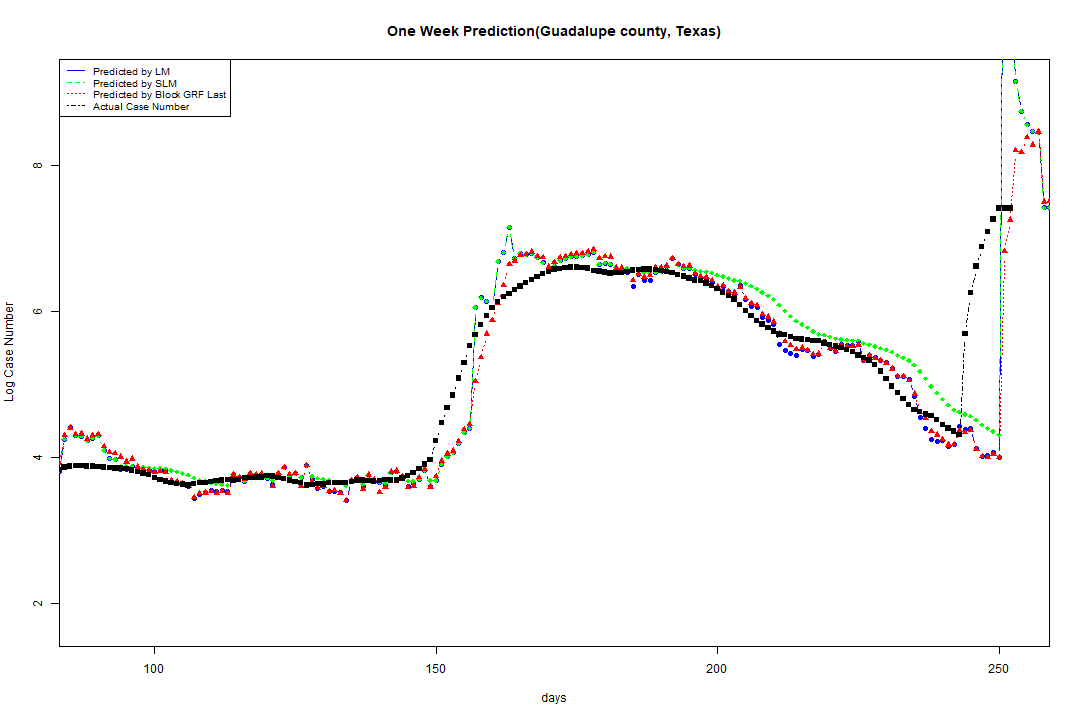 One Week Prediction(Guadalupe county, Texas)
Predicted by LM
Predicted by SLM
Predicted by Block GRF Last
Actual Case Number
8
6
4
2
Log Case Number
100 150 200 250
days